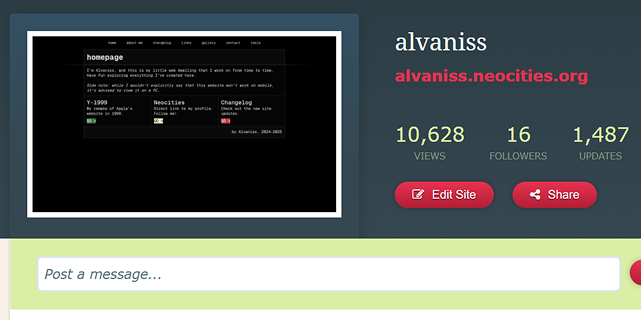 home about me changelog links gallery contact tools
homepage
I'm Alvaniss, and this is my little web dwelling that I work on from time to time.
Have fun exploring everything I've created here.
Side note: while I wouldn't explicitly say that this website won't work on mobile,
it's advised to view it on a PC.
Y-1999
My remake of Apple's
website in 1999.
Neocities
Direct link to my profile.
Follow me!
Changelog
Check out the new site
updates.
by Alvaniss, 2024-2025
alvaniss
alvaniss.neocities.org
10,628 16 1,487
VIEWS FOLLOWERS UPDATES
Edit Site Share
Post a message...